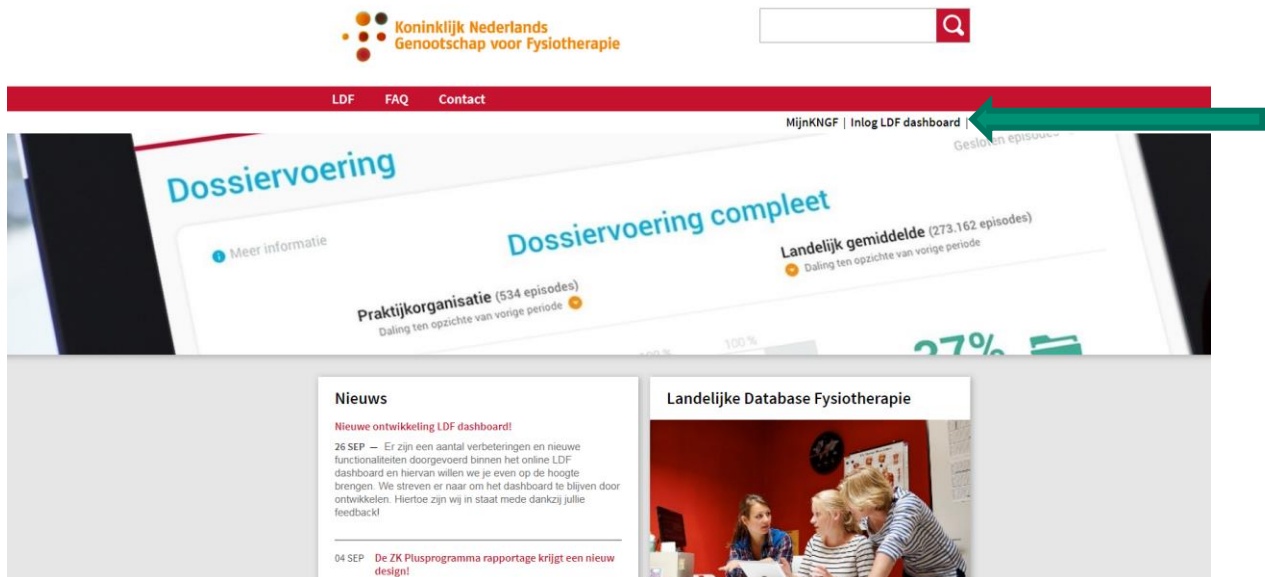 Koninklijk Nederlands
Genootschap voor Fysiotherapie
LDF FAQ Contact
MijnKNGF | Inlog LDF dashboard |
Dossiervoering
Gesloten episodes
Meer informatie
Dossiervoering compleet
Praktijkorganisatie (534 episodes)
Daling ten opzichte van vorige periode
Landelijk gemiddelde (273.162 episodes)
Daling ten opzichte van vorige periode
100 %
100 %
27%
Nieuws
Nieuwe ontwikkeling LDF dashboard!
26 SEP — Er zijn een aantal verbeteringen en nieuwe
functionaliteiten doorgevoerd binnen het online LDF
dashboard en hiervan willen we je even op de hoogte
brengen. We streven er naar om het dashboard te blijven door
ontwikkelen. Hiertoe zijn wij in staat mede dankzij jullie
feedback!
04 SEP De ZK Plusprogramma rapportage krijgt een nieuw
design!
Landelijke Database Fysiotherapie